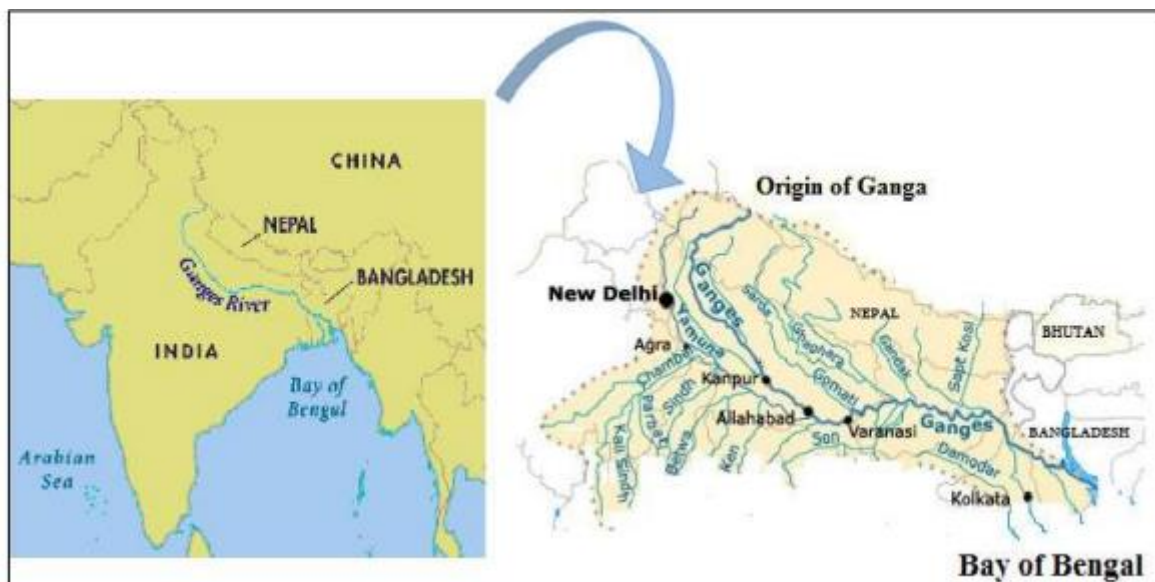 CHINA
NEPAL
BANGLADESH
Ganges River
INDIA
Bay of
Bengul
Arabian
Sea
Origin of Ganga
New Delhi
Ganges
Yamuna
Sarda
Ghaghara
NEPAL
Gandak
Sapt Kosi
BHUTAN
Agra
Chambal
Sindh
Parbati
Kali Sindh
Betwa
Ken
Kanpur
Gomati
Allahabad
Varanasi
Son
Ganges
BANGLADESH
Damodar
Kolkata
Bay of Bengal